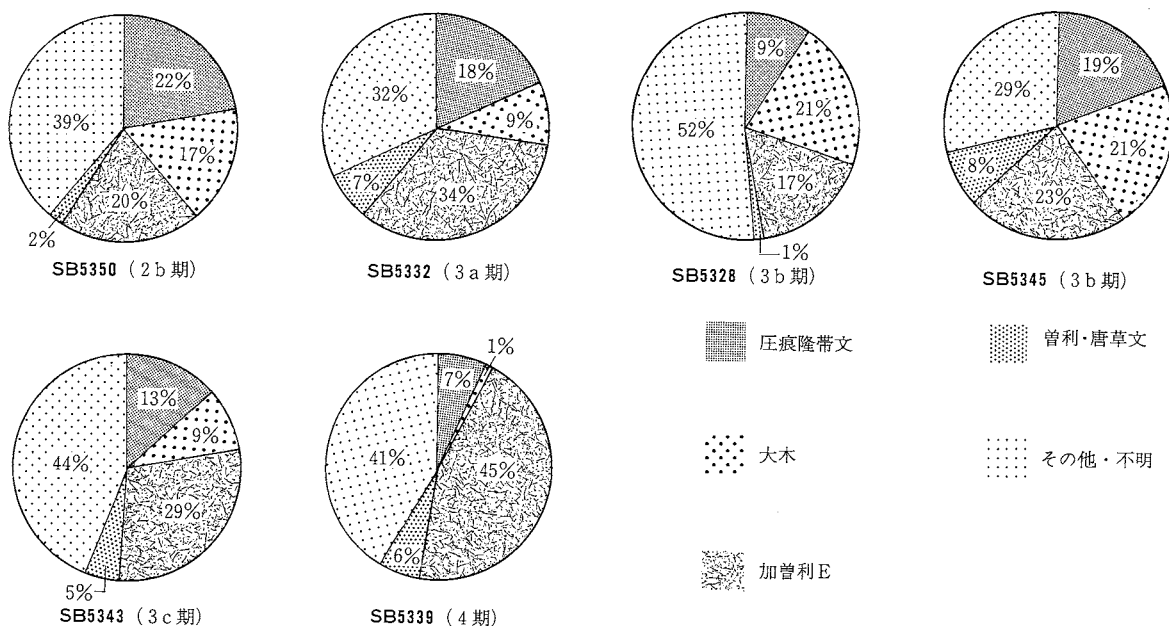 22%
17%
20%
2%
39%
SB5350 (2b期)
18%
9%
34%
7%
32%
SB5332 (3a期)
9%
21%
17%
1%
52%
SB5328 (3b期)
19%
21%
23%
8%
29%
SB5345 (3b期)
13%
9%
29%
5%
44%
SB5343 (3c期)
7%
1%
45%
6%
41%
SB5339 (4期)
圧痕隆帯文
大木
加曽利E
曽利・唐草文
その他・不明